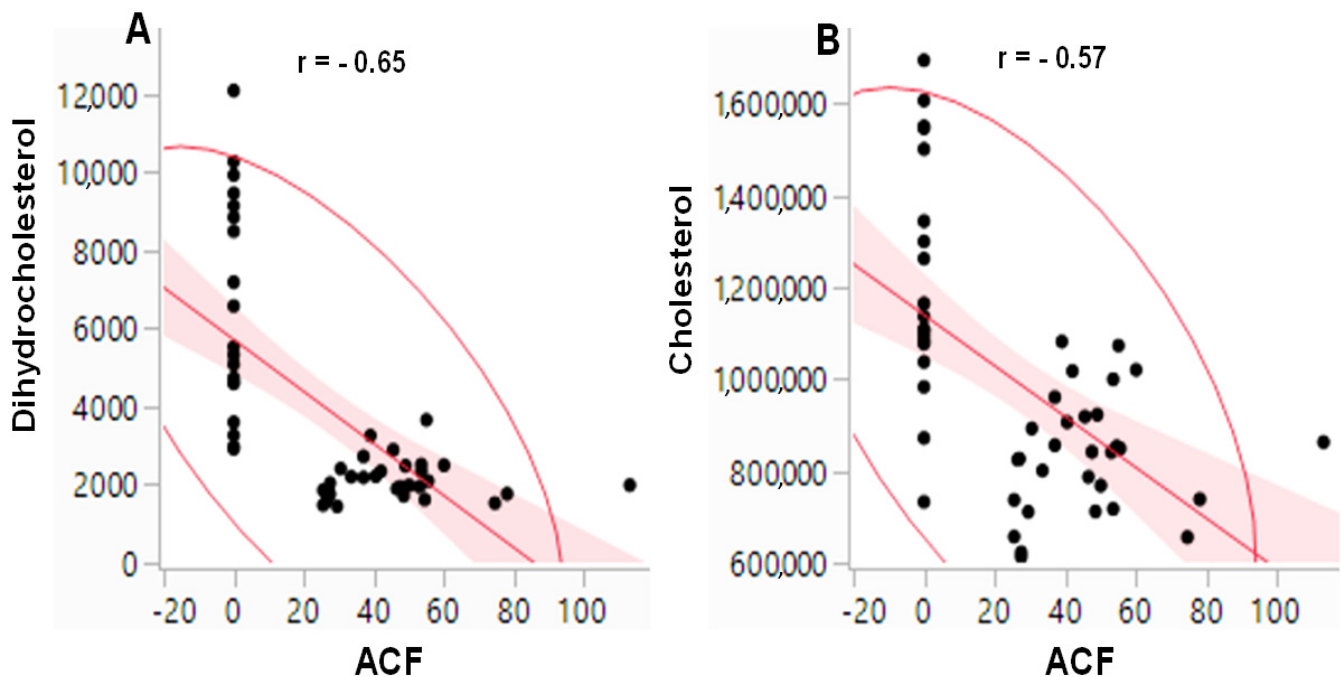 A
r = - 0.65
Dihydrocholesterol
12,000
10,000
8000
6000
4000
2000
0
-20 0 20 40 60 80 100
ACF
B
r = - 0.57
Cholesterol
1,600,000
1,400,000
1,200,000
1,000,000
800,000
600,000
-20 0 20 40 60 80 100
ACF